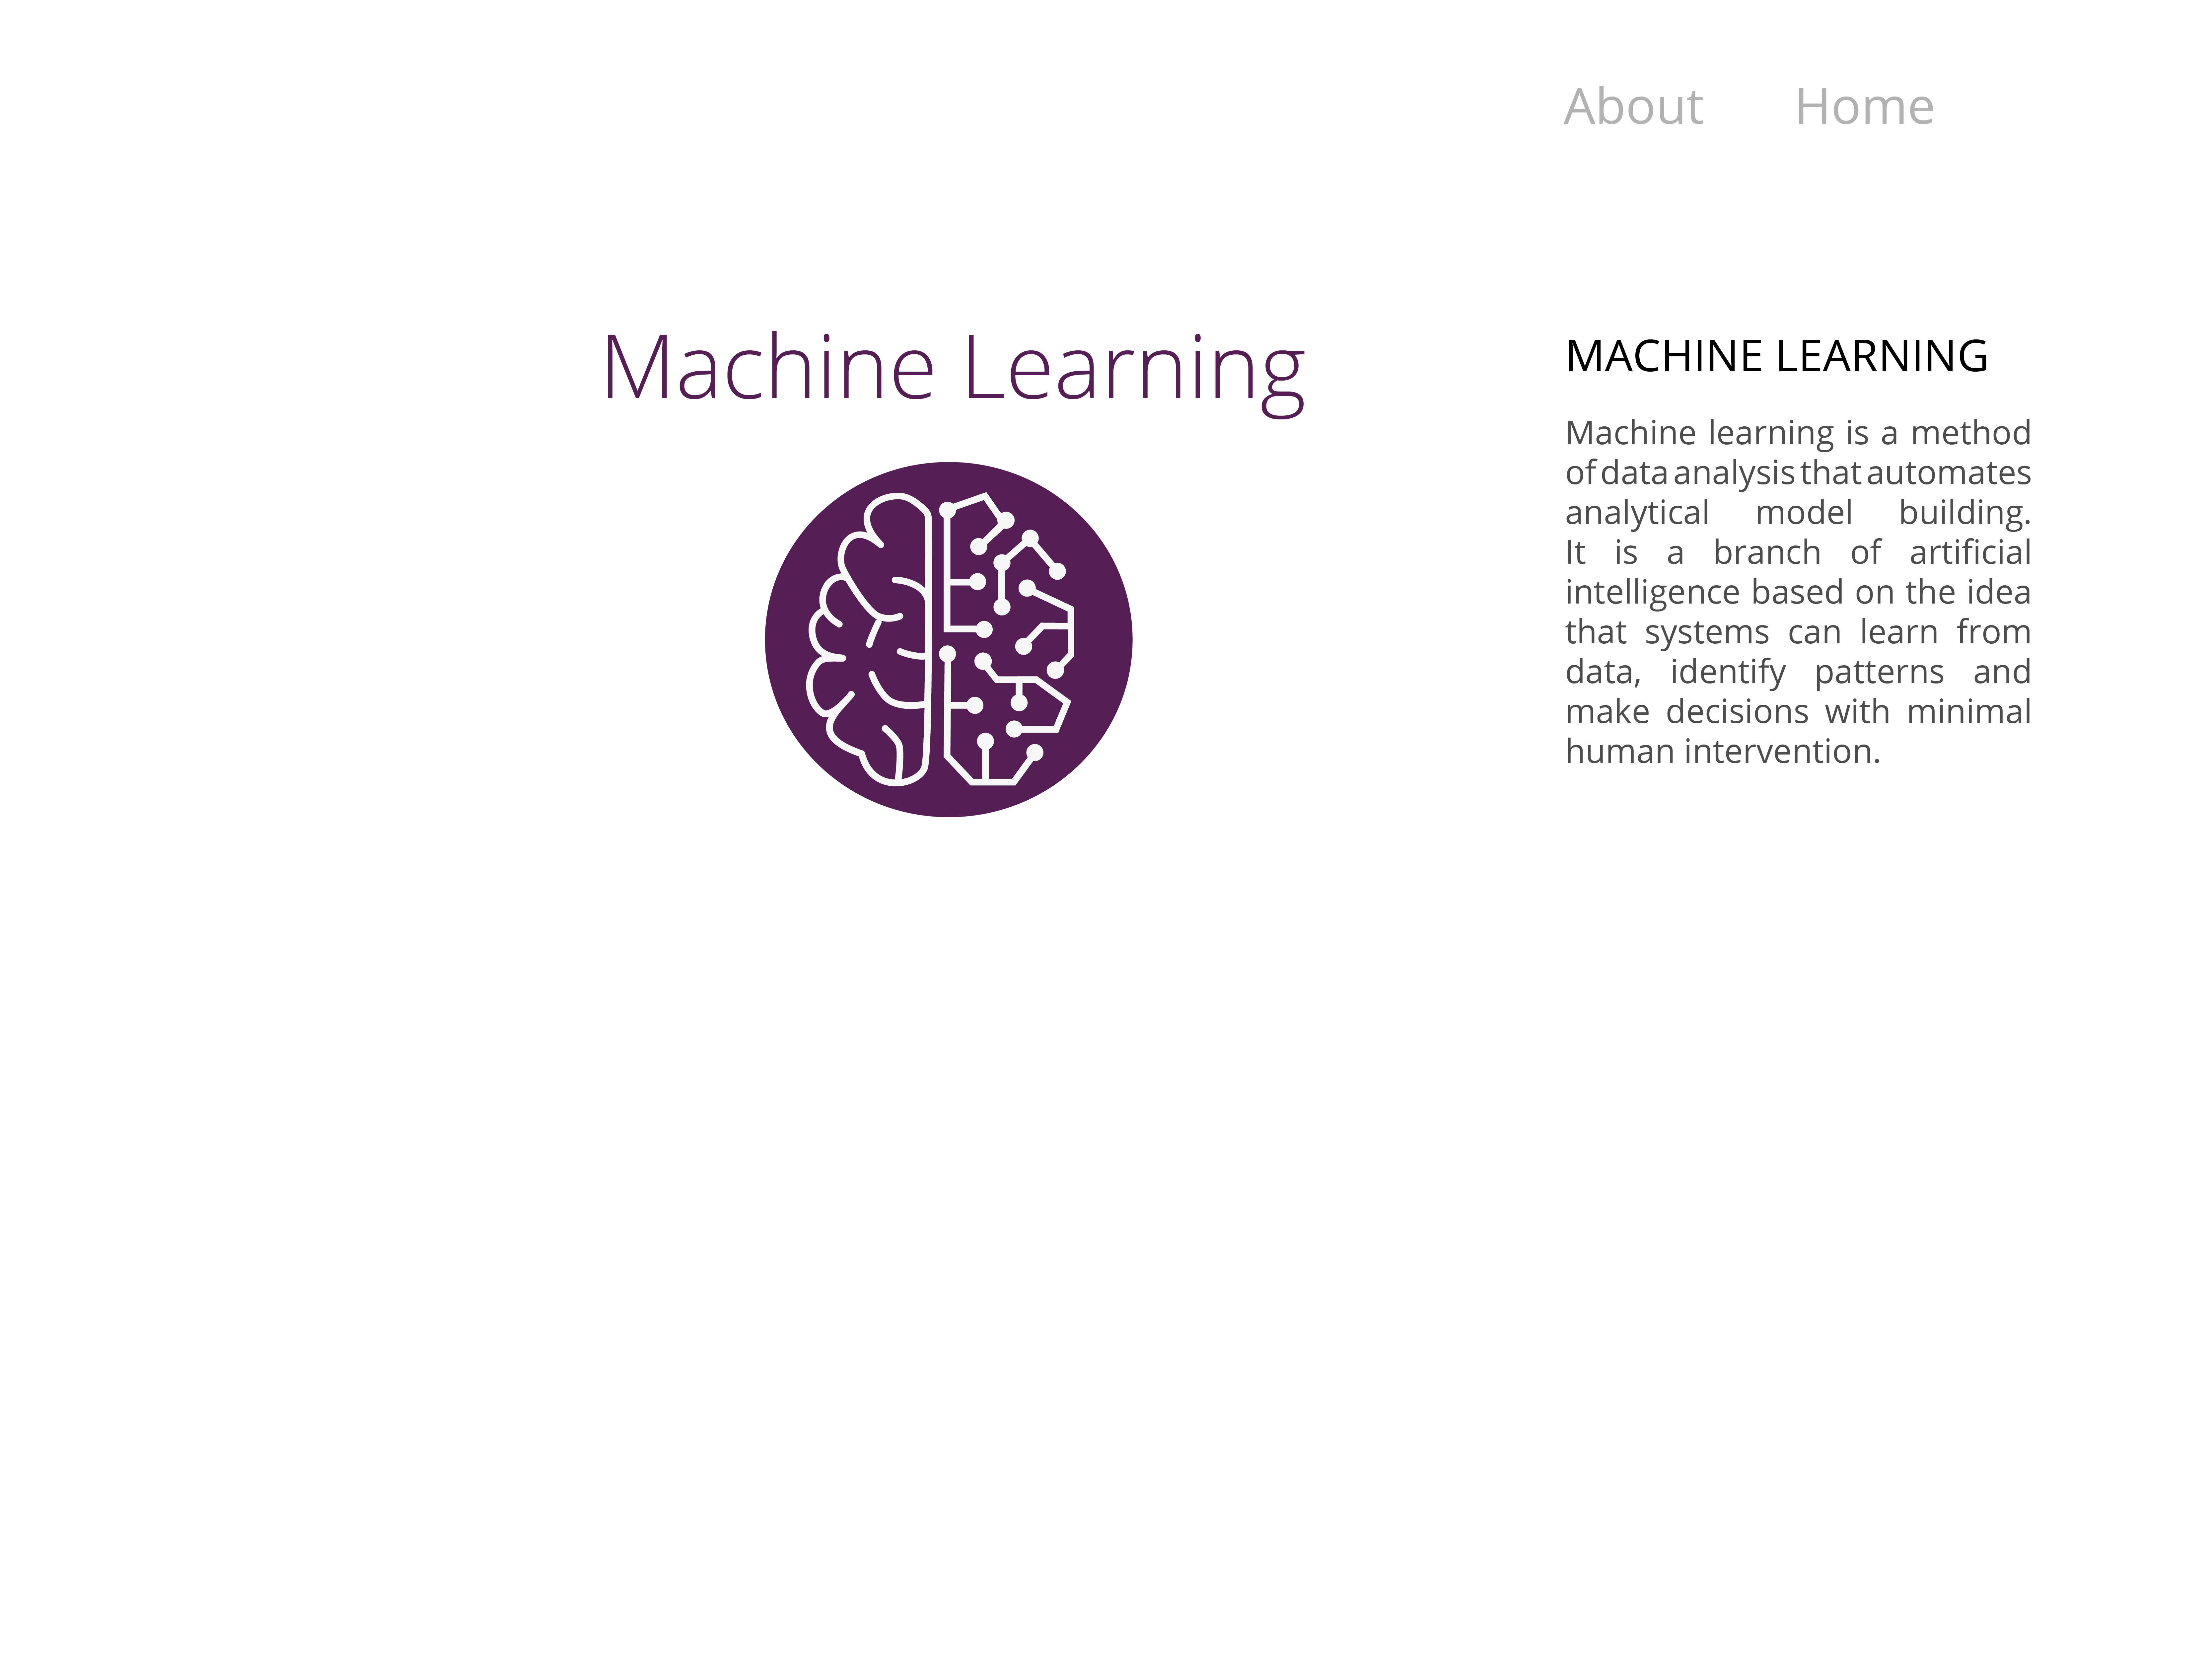 About Home
Machine Learning
MACHINE LEARNING
Machine learning is a method
of data analysis that automates
analytical model building.
It is a branch of artificial
intelligence based on the idea
that systems can learn from
data, identify patterns and
make decisions with minimal
human intervention.